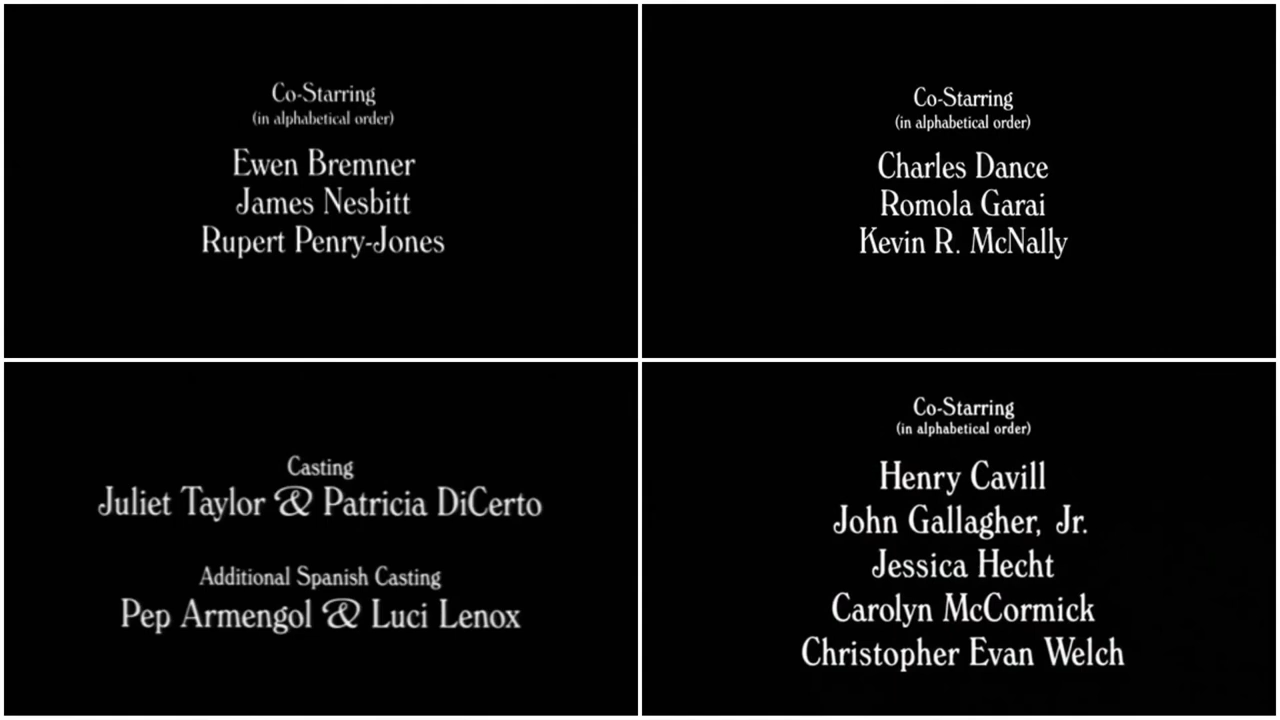 Co-Starring
(in alphabetical order)
Ewen Bremner
James Nesbitt
Rupert Penry-Jones
Co-Starring
(in alphabetical order)
Charles Dance
Romola Garai
Kevin R. McNally
Casting
Juliet Taylor & Patricia DiCerto
Additional Spanish Casting
Pep Armengol & Luci Lenox
Co-Starring
(in alphabetical order)
Henry Cavill
John Gallagher, Jr.
Jessica Hecht
Carolyn McCormick
Christopher Evan Welch